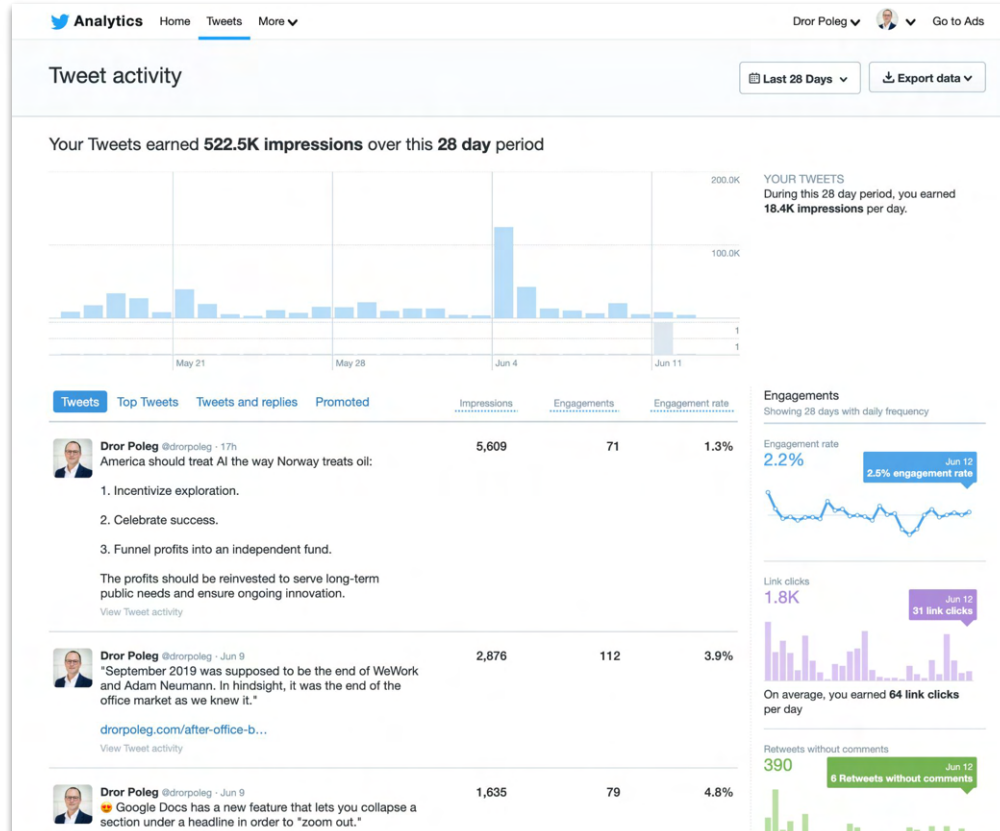 Analytics Home Tweets More Dror Poleg Go to Ads
Tweet activity
Last 28 Days Export data
Your Tweets earned 522.5K impressions over this 28 day period
200.0K
100.0K
1
1
May 21 May 28 Jun 4 Jun 11
YOUR TWEETS
During this 28 day period, you earned
18.4K impressions per day.
Tweets Top Tweets Tweets and replies Promoted Impressions Engagements Engagement rate
Dror Poleg @drorpoleg · 17h 5,609 71 1.3%
America should treat AI the way Norway treats oil:
1. Incentivize exploration.
2. Celebrate success.
3. Funnel profits into an independent fund.
The profits should be reinvested to serve long-term
public needs and ensure ongoing innovation.
View Tweet activity
Dror Poleg @drorpoleg · Jun 9 2,876 112 3.9%
"September 2019 was supposed to be the end of WeWork
and Adam Neumann. In hindsight, it was the end of the
office market as we knew it."
drorpoleg.com/after-office-b…
View Tweet activity
Dror Poleg @drorpoleg · Jun 9 1,635 79 4.8%
😍 Google Docs has a new feature that lets you collapse a
section under a headline in order to "zoom out."
Engagements
Showing 28 days with daily frequency
Engagement rate
2.2%
Jun 12
2.5% engagement rate
Link clicks
1.8K
Jun 12
31 link clicks
On average, you earned 64 link clicks
per day
Retweets without comments
390
Jun 12
6 Retweets without comments